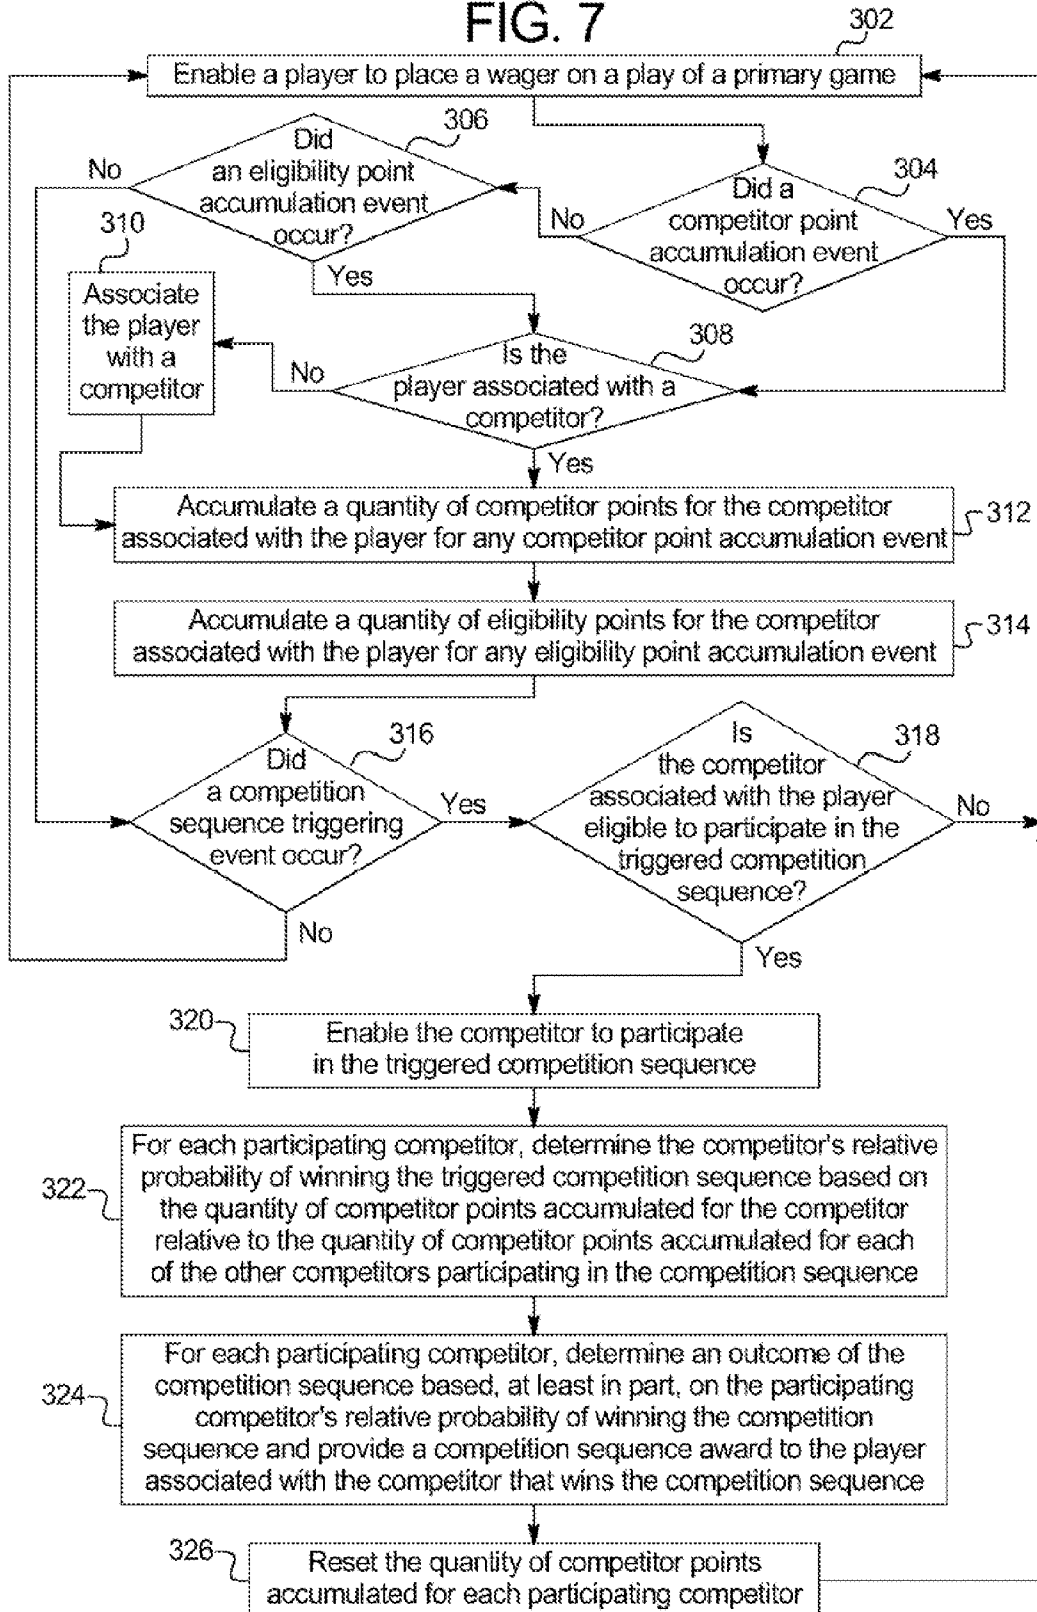 FIG. 7
302
Enable a player to place a wager on a play of a primary game
306
Did
an eligibility point
accumulation event
occur?
No
Yes
304
Did a
competitor point
accumulation event
occur?
No
Yes
310
Associate
the player
with a
competitor
308
Is the
player associated with a
competitor?
No
Yes
Accumulate a quantity of competitor points for the competitor
associated with the player for any competitor point accumulation event
312
Accumulate a quantity of eligibility points for the competitor
associated with the player for any eligibility point accumulation event
314
316
Did
a competition
sequence triggering
event occur?
Yes
No
318
Is
the competitor
associated with the player
eligible to participate in the
triggered competition
sequence?
No
Yes
320
Enable the competitor to participate
in the triggered competition sequence
322
For each participating competitor, determine the competitor's relative
probability of winning the triggered competition sequence based on
the quantity of competitor points accumulated for the competitor
relative to the quantity of competitor points accumulated for each
of the other competitors participating in the competition sequence
324
For each participating competitor, determine an outcome of the
competition sequence based, at least in part, on the participating
competitor's relative probability of winning the competition
sequence and provide a competition sequence award to the player
associated with the competitor that wins the competition sequence
326
Reset the quantity of competitor points
accumulated for each participating competitor